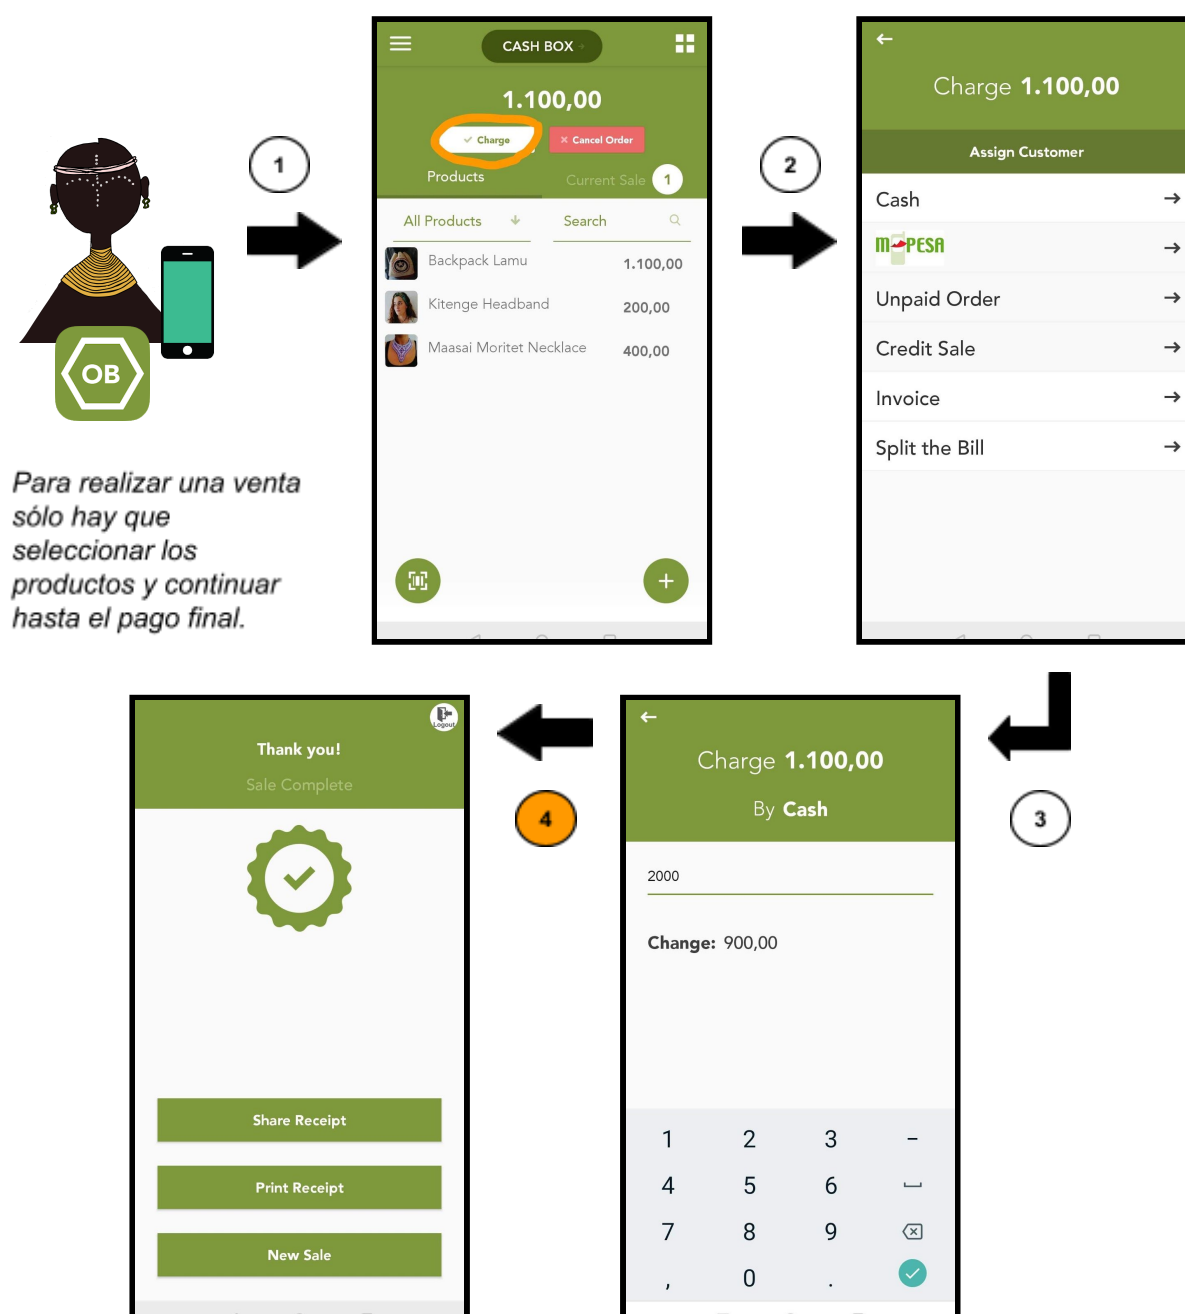 OB
Para realizar una venta
sólo hay que
seleccionar los
productos y continuar
hasta el pago final.
1
CASH BOX
1.100,00
Charge
Cancel Order
Products
Current Sale 1
All Products
Search
Backpack Lamu 1.100,00
Kitenge Headband 200,00
Maasai Moritet Necklace 400,00
2
Charge 1.100,00
Assign Customer
Cash
M-PESA
Unpaid Order
Credit Sale
Invoice
Split the Bill
3
Charge 1.100,00
By Cash
2000
Change: 900,00
1 2 3 -
4 5 6
7 8 9
, 0 .
4
Logout
Thank you!
Sale Complete
Share Receipt
Print Receipt
New Sale